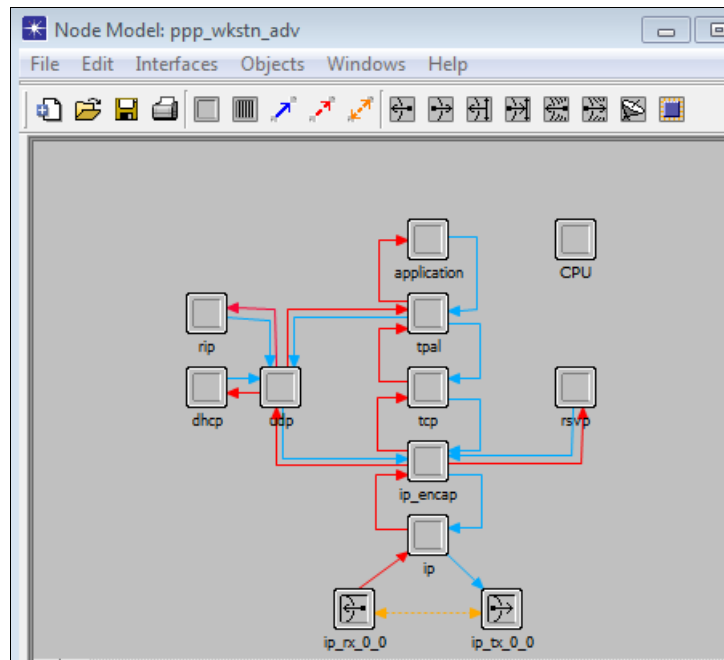 Node Model: ppp_wkstn_adv
File Edit Interfaces Objects Windows Help
application
CPU
rip
tpal
dhcp
udp
tcp
rsvp
ip_encap
ip
ip_rx_0_0
ip_tx_0_0